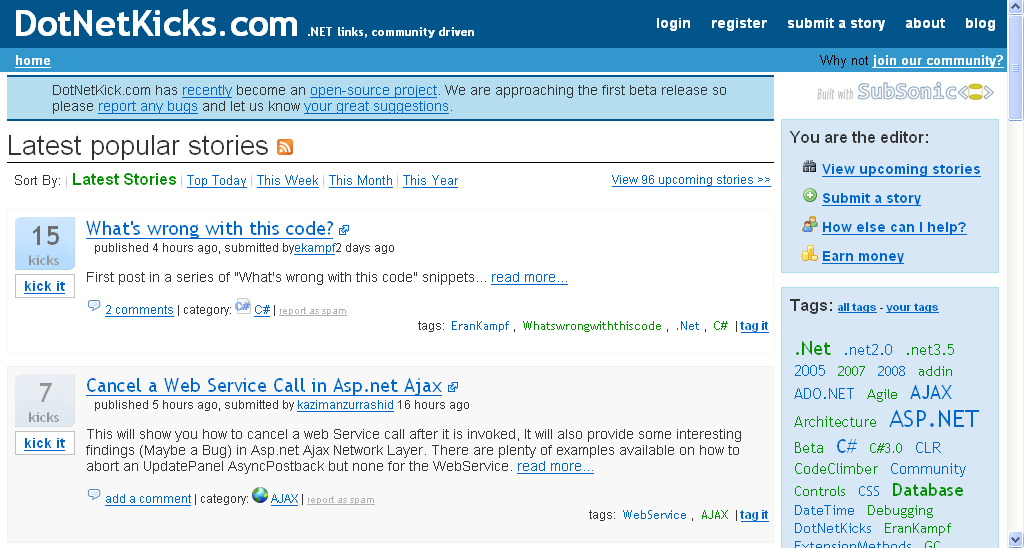 DotNetKicks.com .NET links, community driven
login register submit a story about blog
home
Why not join our community?
DotNetKick.com has recently become an open-source project. We are approaching the first beta release so
please report any bugs and let us know your great suggestions.
Built with SubSonic
Latest popular stories
Sort By: | Latest Stories | Top Today | This Week | This Month | This Year
View 96 upcoming stories >>
15
kicks
kick it
What's wrong with this code?
published 4 hours ago, submitted byekampf2 days ago
First post in a series of "What's wrong with this code" snippets... read more...
2 comments | category: C# | report as spam
tags: EranKampf , Whatswrongwiththiscode , .Net , C# | tag it
7
kicks
kick it
Cancel a Web Service Call in Asp.net Ajax
published 5 hours ago, submitted by kazimanzurrashid 16 hours ago
This will show you how to cancel a web Service call after it is invoked, It will also provide some interesting
findings (Maybe a Bug) in Asp.net Ajax Network Layer. There are plenty of examples available on how to
abort an UpdatePanel AsyncPostback but none for the WebService. read more...
add a comment | category: AJAX | report as spam
tags: WebService , AJAX | tag it
You are the editor:
View upcoming stories
Submit a story
How else can I help?
Earn money
Tags: all tags - your tags
.Net .net2.0 .net3.5
2005 2007 2008 addin
ADO.NET Agile AJAX
Architecture ASP.NET
Beta C# C#3.0 CLR
CodeClimber Community
Controls CSS Database
DateTime Debugging
DotNetKicks EranKampf
ExtensionMethods GC